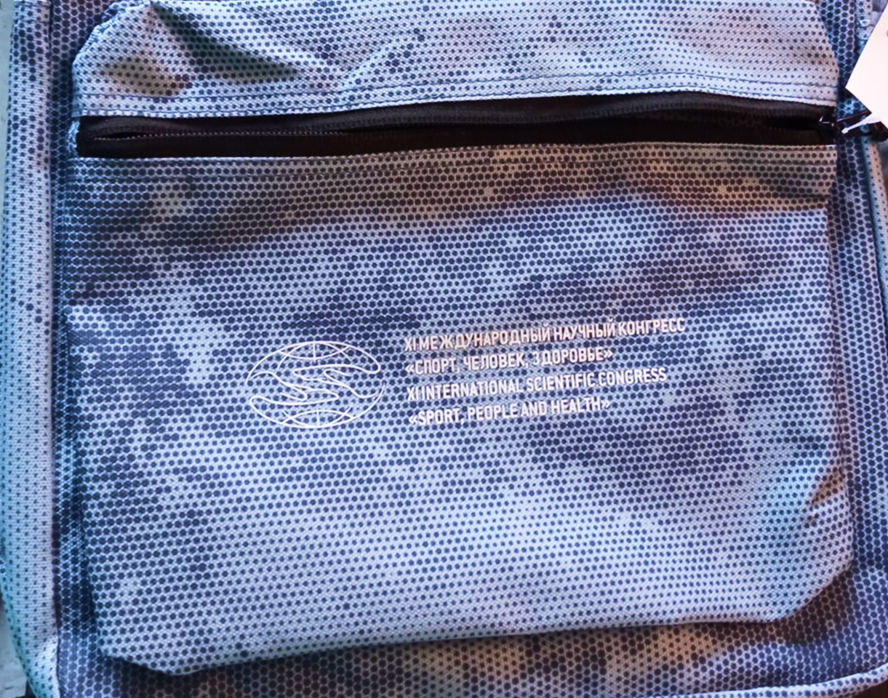 XI МЕЖДУНАРОДНЫЙ НАУЧНЫЙ КОНГРЕСС
«СПОРТ, ЧЕЛОВЕК, ЗДОРОВЬЕ»
XI INTERNATIONAL SCIENTIFIC CONGRESS
«SPORT, PEOPLE AND HEALTH»